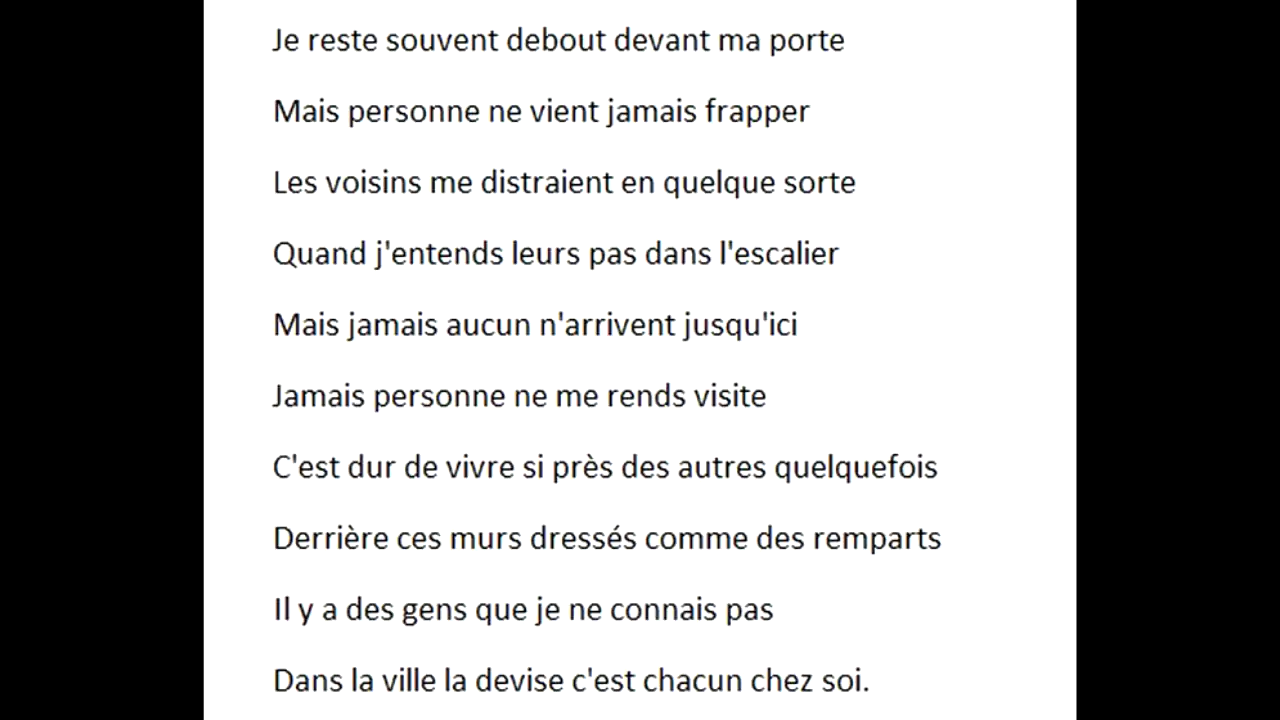 Je reste souvent debout devant ma porte
Mais personne ne vient jamais frapper
Les voisins me distraient en quelque sorte
Quand j'entends leurs pas dans l'escalier
Mais jamais aucun n'arrivent jusqu'ici
Jamais personne ne me rends visite
C'est dur de vivre si près des autres quelquefois
Derrière ces murs dressés comme des remparts
Il y a des gens que je ne connais pas
Dans la ville la devise c'est chacun chez soi.